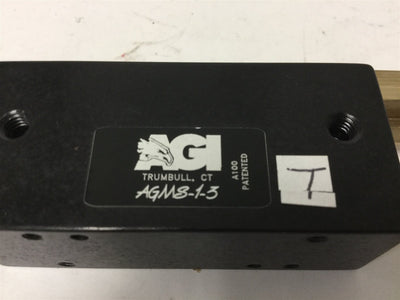 AGI
TRUMBULL, CT
AGM8-1-3
A100
PATENTED
T